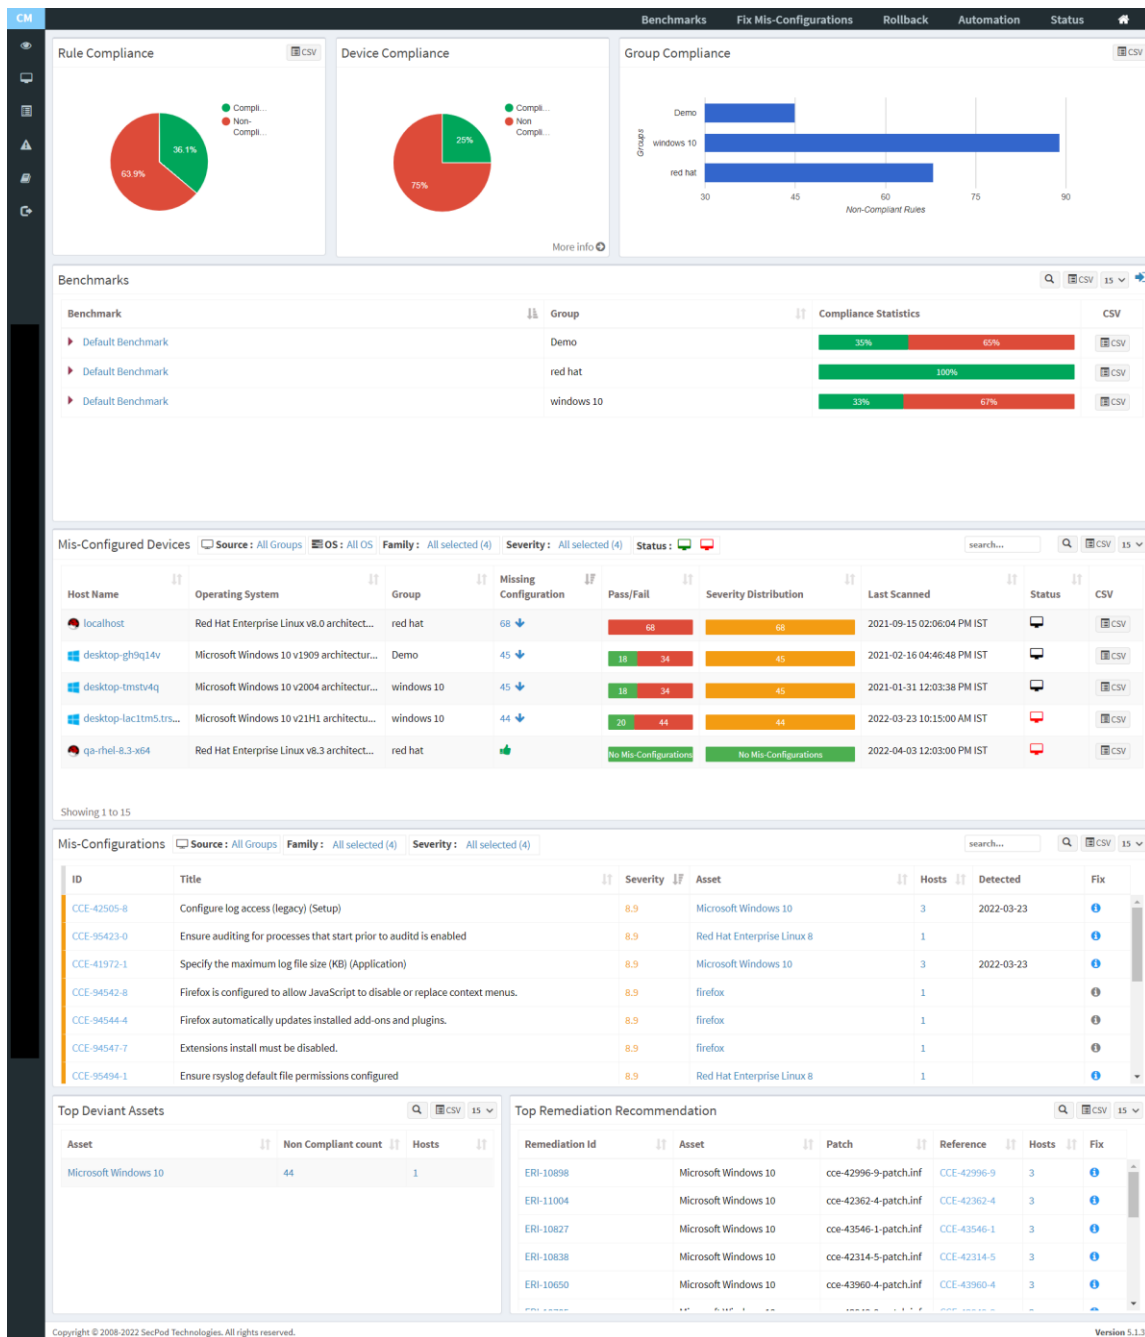 CM
Benchmarks Fix Mis-Configurations Rollback Automation Status
Rule Compliance CSV
Compli...
Non-
Compli...
36.1%
63.9%
Device Compliance
Compli...
Non
Compli...
25%
75%
More info
Group Compliance CSV
Groups
Demo
windows 10
red hat
30 45 60 75 90
Non-Compliant Rules
Benchmarks CSV 15
Benchmark Group Compliance Statistics CSV
Default Benchmark Demo 35% 65% CSV
Default Benchmark red hat 100% CSV
Default Benchmark windows 10 33% 67% CSV
Mis-Configured Devices Source : All Groups OS : All OS Family : All selected (4) Severity : All selected (4) Status : search... CSV 15
Host Name Operating System Group Missing Configuration Pass/Fail Severity Distribution Last Scanned Status CSV
localhost Red Hat Enterprise Linux v8.0 architect... red hat 68 68 68 2021-09-15 02:06:04 PM IST CSV
desktop-gh9q14v Microsoft Windows 10 v1909 architectur... Demo 45 18 34 45 2021-02-16 04:46:48 PM IST CSV
desktop-tmstv4q Microsoft Windows 10 v2004 architectur... windows 10 45 18 34 45 2021-01-31 12:03:38 PM IST CSV
desktop-lac1tm5.trs... Microsoft Windows 10 v21H1 architectu... windows 10 44 20 44 44 2022-03-23 10:15:00 AM IST CSV
qa-rhel-8.3-x64 Red Hat Enterprise Linux v8.3 architect... red hat No Mis-Configurations No Mis-Configurations 2022-04-03 12:03:00 PM IST CSV
Showing 1 to 15
Mis-Configurations Source : All Groups Family : All selected (4) Severity : All selected (4) search... CSV 15
ID Title Severity Asset Hosts Detected Fix
CCE-42505-8 Configure log access (legacy) (Setup) 8.9 Microsoft Windows 10 3 2022-03-23
CCE-95423-0 Ensure auditing for processes that start prior to auditd is enabled 8.9 Red Hat Enterprise Linux 8 1
CCE-41972-1 Specify the maximum log file size (KB) (Application) 8.9 Microsoft Windows 10 3 2022-03-23
CCE-94542-8 Firefox is configured to allow JavaScript to disable or replace context menus. 8.9 firefox 1
CCE-94544-4 Firefox automatically updates installed add-ons and plugins. 8.9 firefox 1
CCE-94547-7 Extensions install must be disabled. 8.9 firefox 1
CCE-95494-1 Ensure rsyslog default file permissions configured 8.9 Red Hat Enterprise Linux 8 1
Top Deviant Assets CSV 15
Asset Non Compliant count Hosts
Microsoft Windows 10 44 1
Top Remediation Recommendation CSV 15
Remediation Id Asset Patch Reference Hosts Fix
ERI-10898 Microsoft Windows 10 cce-42996-9-patch.inf CCE-42996-9 3
ERI-11004 Microsoft Windows 10 cce-42362-4-patch.inf CCE-42362-4 3
ERI-10827 Microsoft Windows 10 cce-43546-1-patch.inf CCE-43546-1 3
ERI-10838 Microsoft Windows 10 cce-42314-5-patch.inf CCE-42314-5 3
ERI-10650 Microsoft Windows 10 cce-43960-4-patch.inf CCE-43960-4 3
Copyright © 2008-2022 SecPod Technologies. All rights reserved.
Version 5.1.3